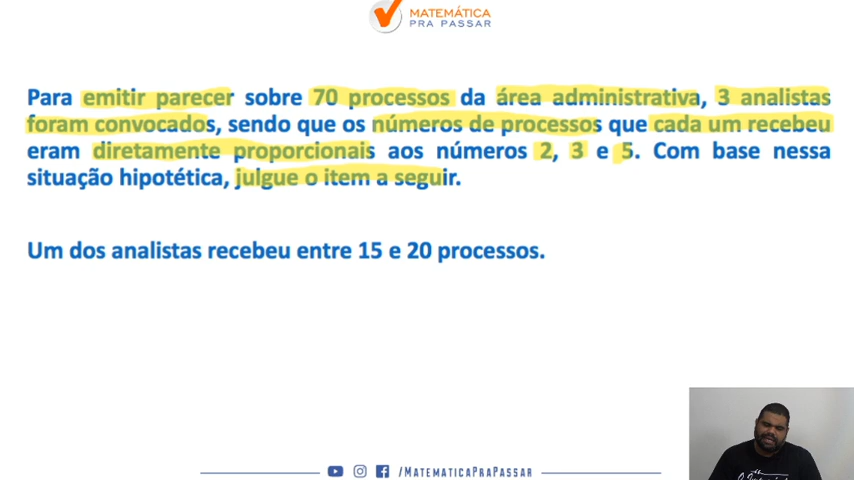 MATEMÁTICA
PRA PASSAR
Para emitir parecer sobre 70 processos da área administrativa, 3 analistas
foram convocados, sendo que os números de processos que cada um recebeu
eram diretamente proporcionais aos números 2, 3 e 5. Com base nessa
situação hipotética, julgue o item a seguir.
Um dos analistas recebeu entre 15 e 20 processos.
/MATEMATICAPRAPASSAR